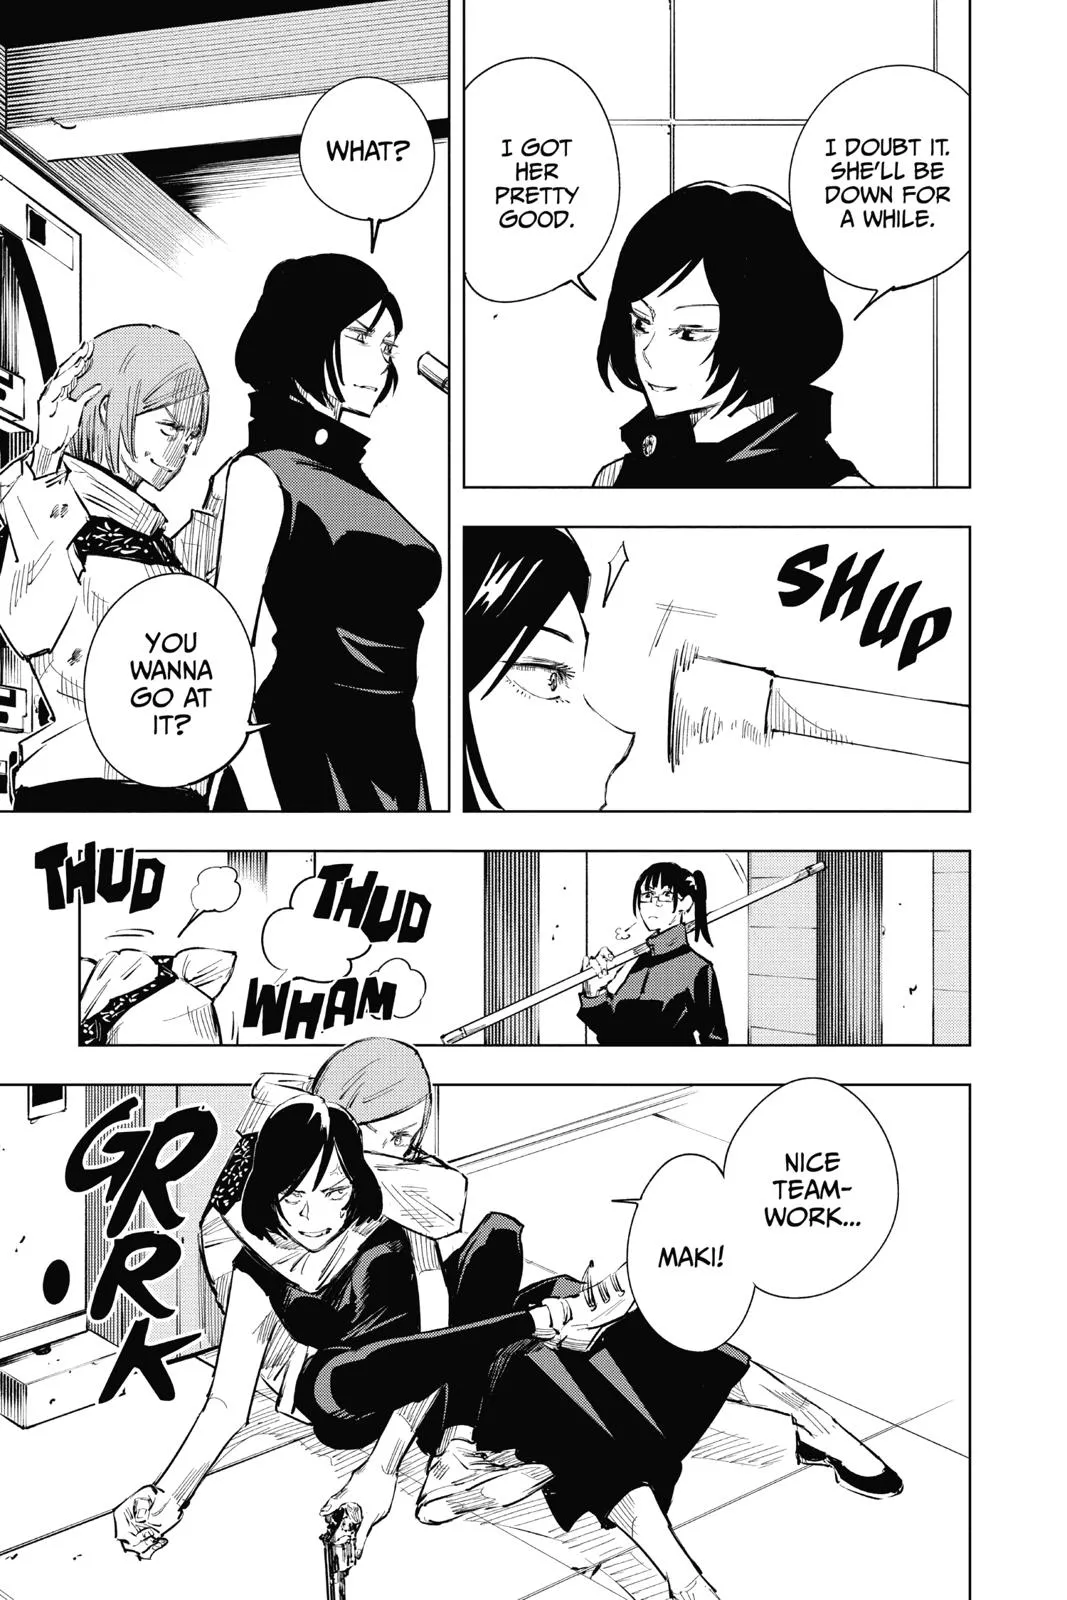 I DOUBT IT.
SHE'LL BE
DOWN FOR
A WHILE.
I GOT
HER
PRETTY
GOOD.
SHUP
WHAT?
YOU
WANNA
GO AT
IT?
THUD
THUD
WHAM
NICE
TEAM-
WORK...
MAKI!
GRRK